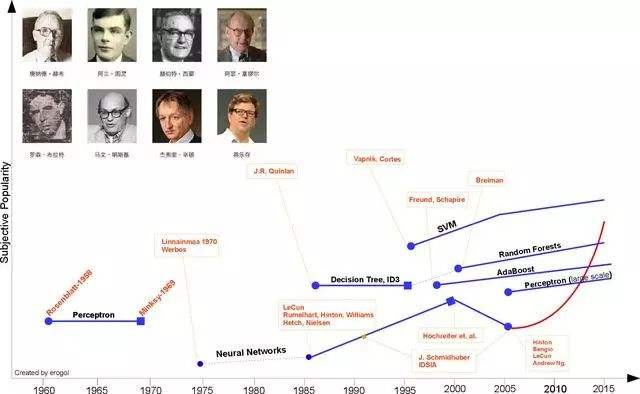 唐纳德·赫布
阿兰·图灵
赫伯特·西蒙
阿瑟·塞缪尔
罗森·布拉特
马文·明斯基
杰弗里·辛顿
Subjective Popularity
Vapnik, Cortes
J.R. Quinlan
Breiman
Freund, Schapire
SVM
Linnainmaa 1970
Werbos
Random Forests
AdaBoost
Decision Tree, ID3
Perceptron (large scale)
Rosenblatt-1958
Minksy-1969
Perceptron
LeCun
Rumelhart, Hinton, Williams
Hetch, Nielsen
Neural Networks
Hochreiter et. al.
J. Schmidhuber
IDSIA
Hinton
Bengio
LeCun
Andrew Ng.
Created by erogol
1960
1965
1970
1975
1980
1985
1990
1995
2000
2005
2010
2015